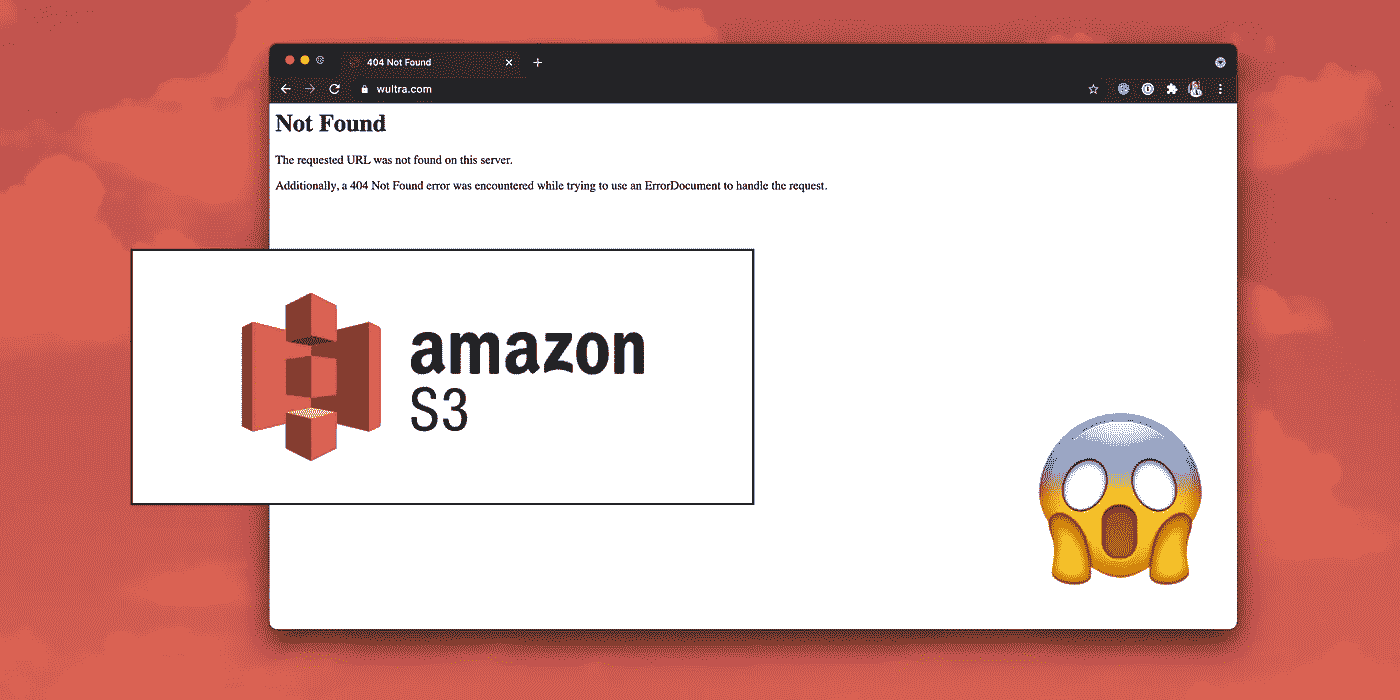 404 Not Found
wultra.com
Not Found
The requested URL was not found on this server.
Additionally, a 404 Not Found error was encountered while trying to use an ErrorDocument to handle the request.
amazon
S3